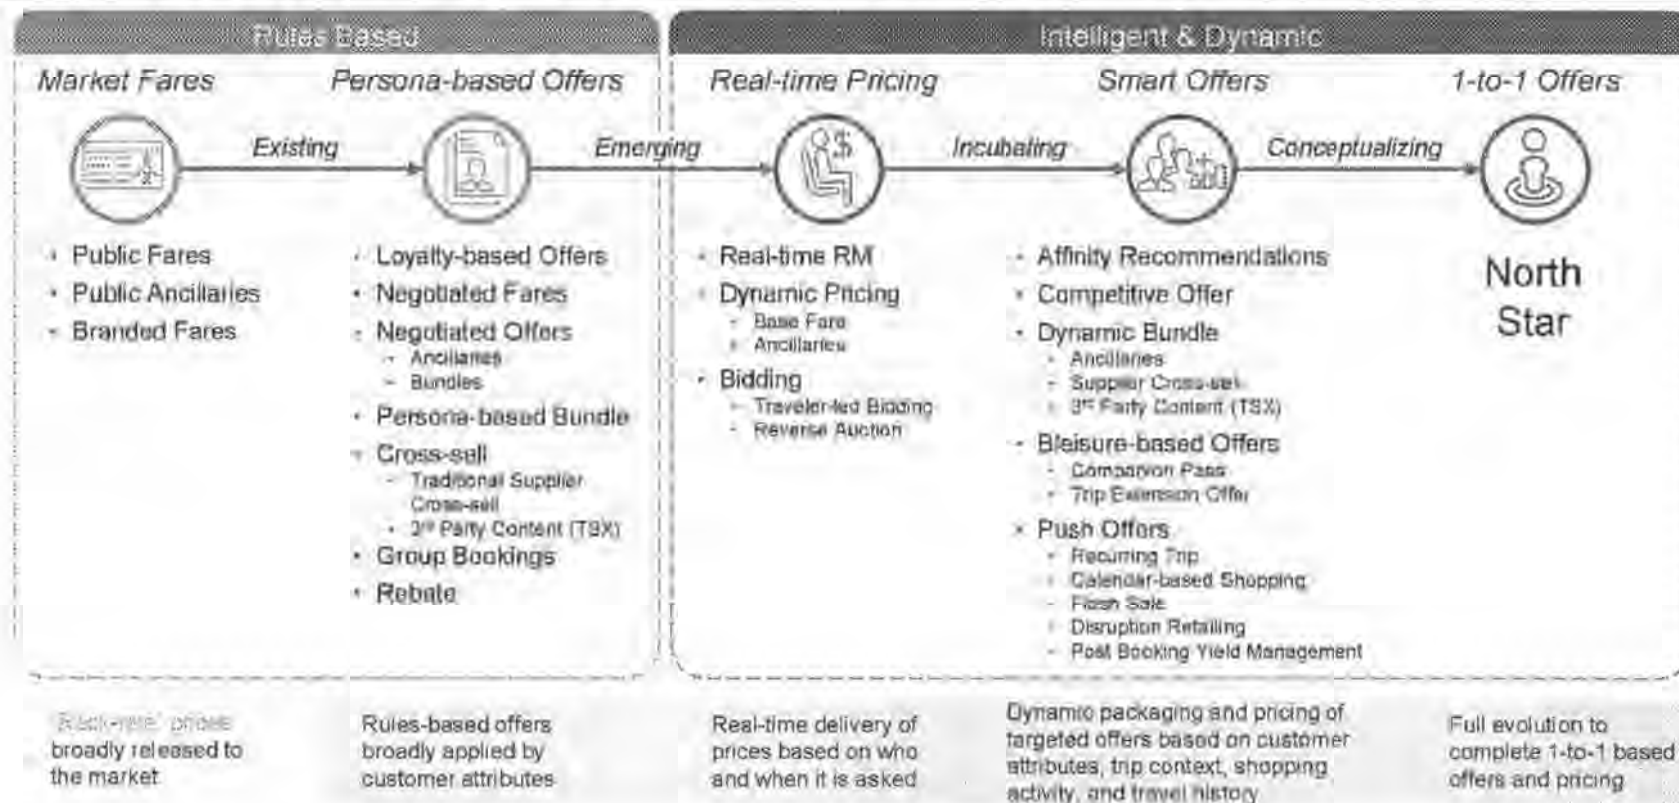 Rules Based
Intelligent & Dynamic
Market Fares
Persona-based Offers
Real-time Pricing
Smart Offers
1-to-1 Offers
Existing
Emerging
Incubating
Conceptualizing
• Public Fares
• Public Ancillaries
• Branded Fares
• Loyalty-based Offers
• Negotiated Fares
• Negotiated Offers
- Ancillaries
- Bundles
• Persona-based Bundle
• Cross-sell
- Traditional Supplier
Cross-sell
- 3rd Party Content (TSX)
• Group Bookings
• Rebate
• Real-time RM
• Dynamic Pricing
- Base Fare
- Ancillaries
• Bidding
- Traveler-led Bidding
- Reverse Auction
• Affinity Recommendations
• Competitive Offer
• Dynamic Bundle
- Ancillaries
- Supplier Cross-sell
- 3rd Party Content (TSX)
• Bleisure-based Offers
- Companion Pass
- Trip Extension Offer
• Push Offers
- Recurring Trip
- Calendar-based Shopping
- Flash Sale
- Disruption Retailing
- Post Booking Yield Management
North
Star
"Rack-rate" prices
broadly released to
the market
Rules-based offers
broadly applied by
customer attributes
Real-time delivery of
prices based on who
and when it is asked
Dynamic packaging and pricing of
targeted offers based on customer
attributes, trip context, shopping
activity, and travel history
Full evolution to
complete 1-to-1 based
offers and pricing